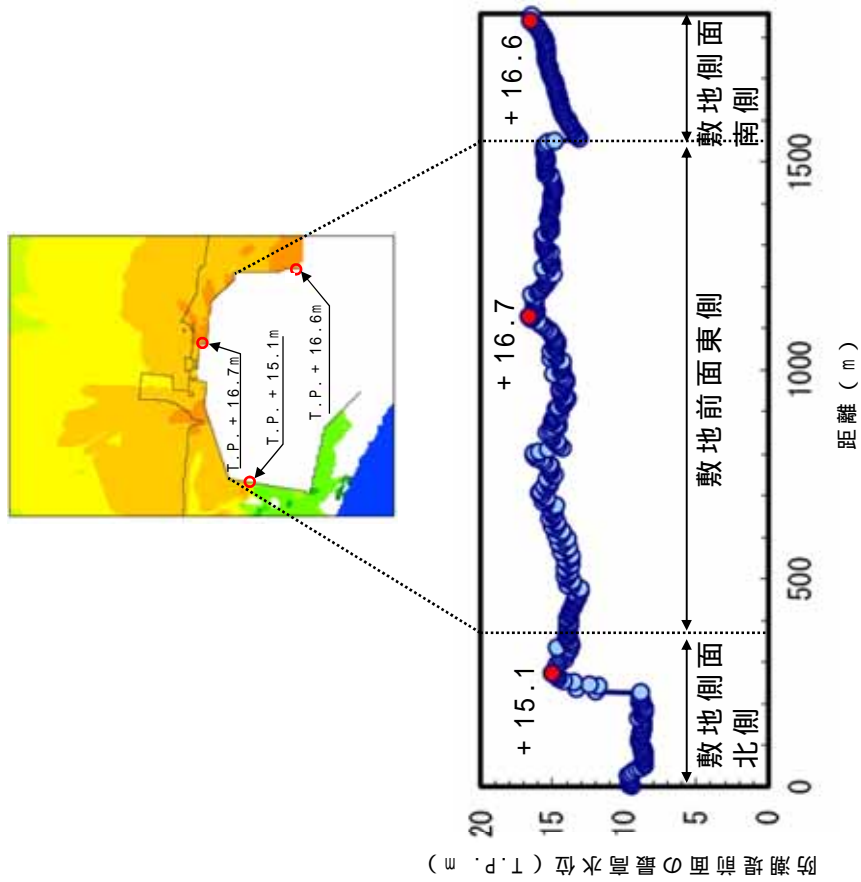 T.P.+16.7m
T.P.+15.1m
T.P.+16.6m
防潮堤前面の最高水位(T.P.m)
20
15
10
5
0
+15.1
+16.7
+16.6
敷地側面
北側
敷地前面東側
敷地側面
南側
0
500
1000
1500
距離(m)